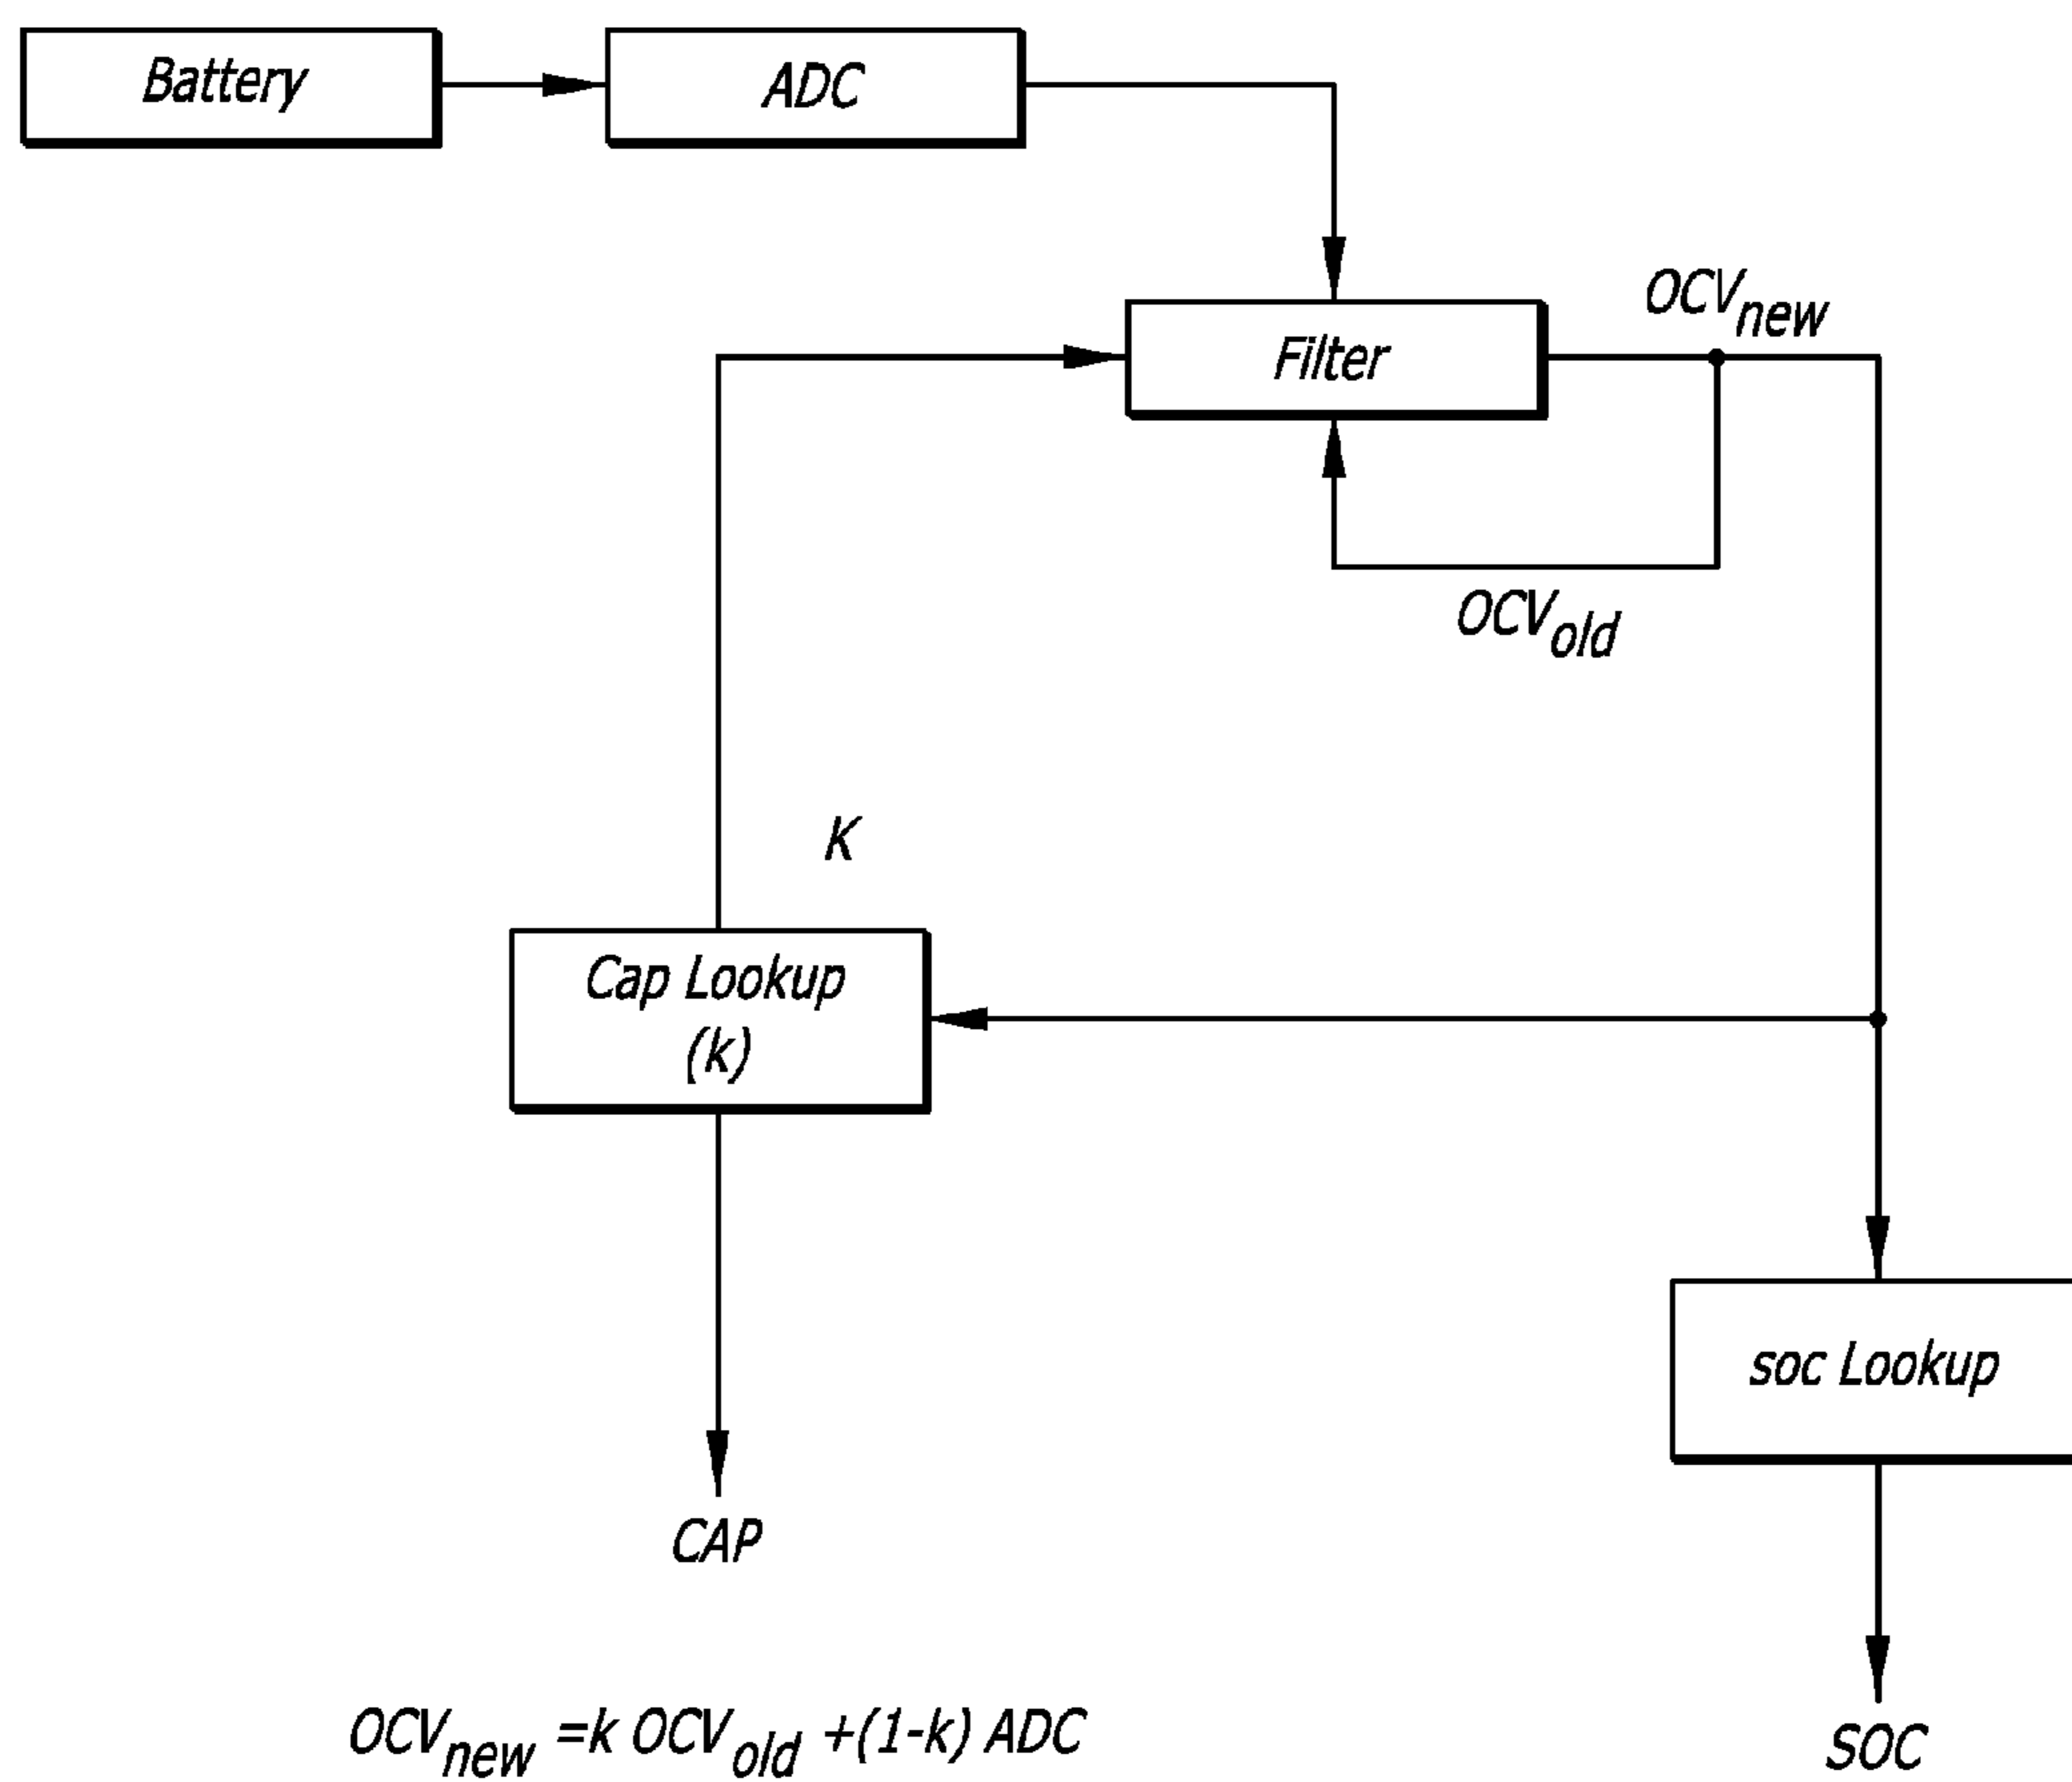 Battery
ADC
OCVnew
Filter
OCVold
K
Cap Lookup
(k)
soc Lookup
CAP
OCVnew =k OCVold +(1-k) ADC
SOC